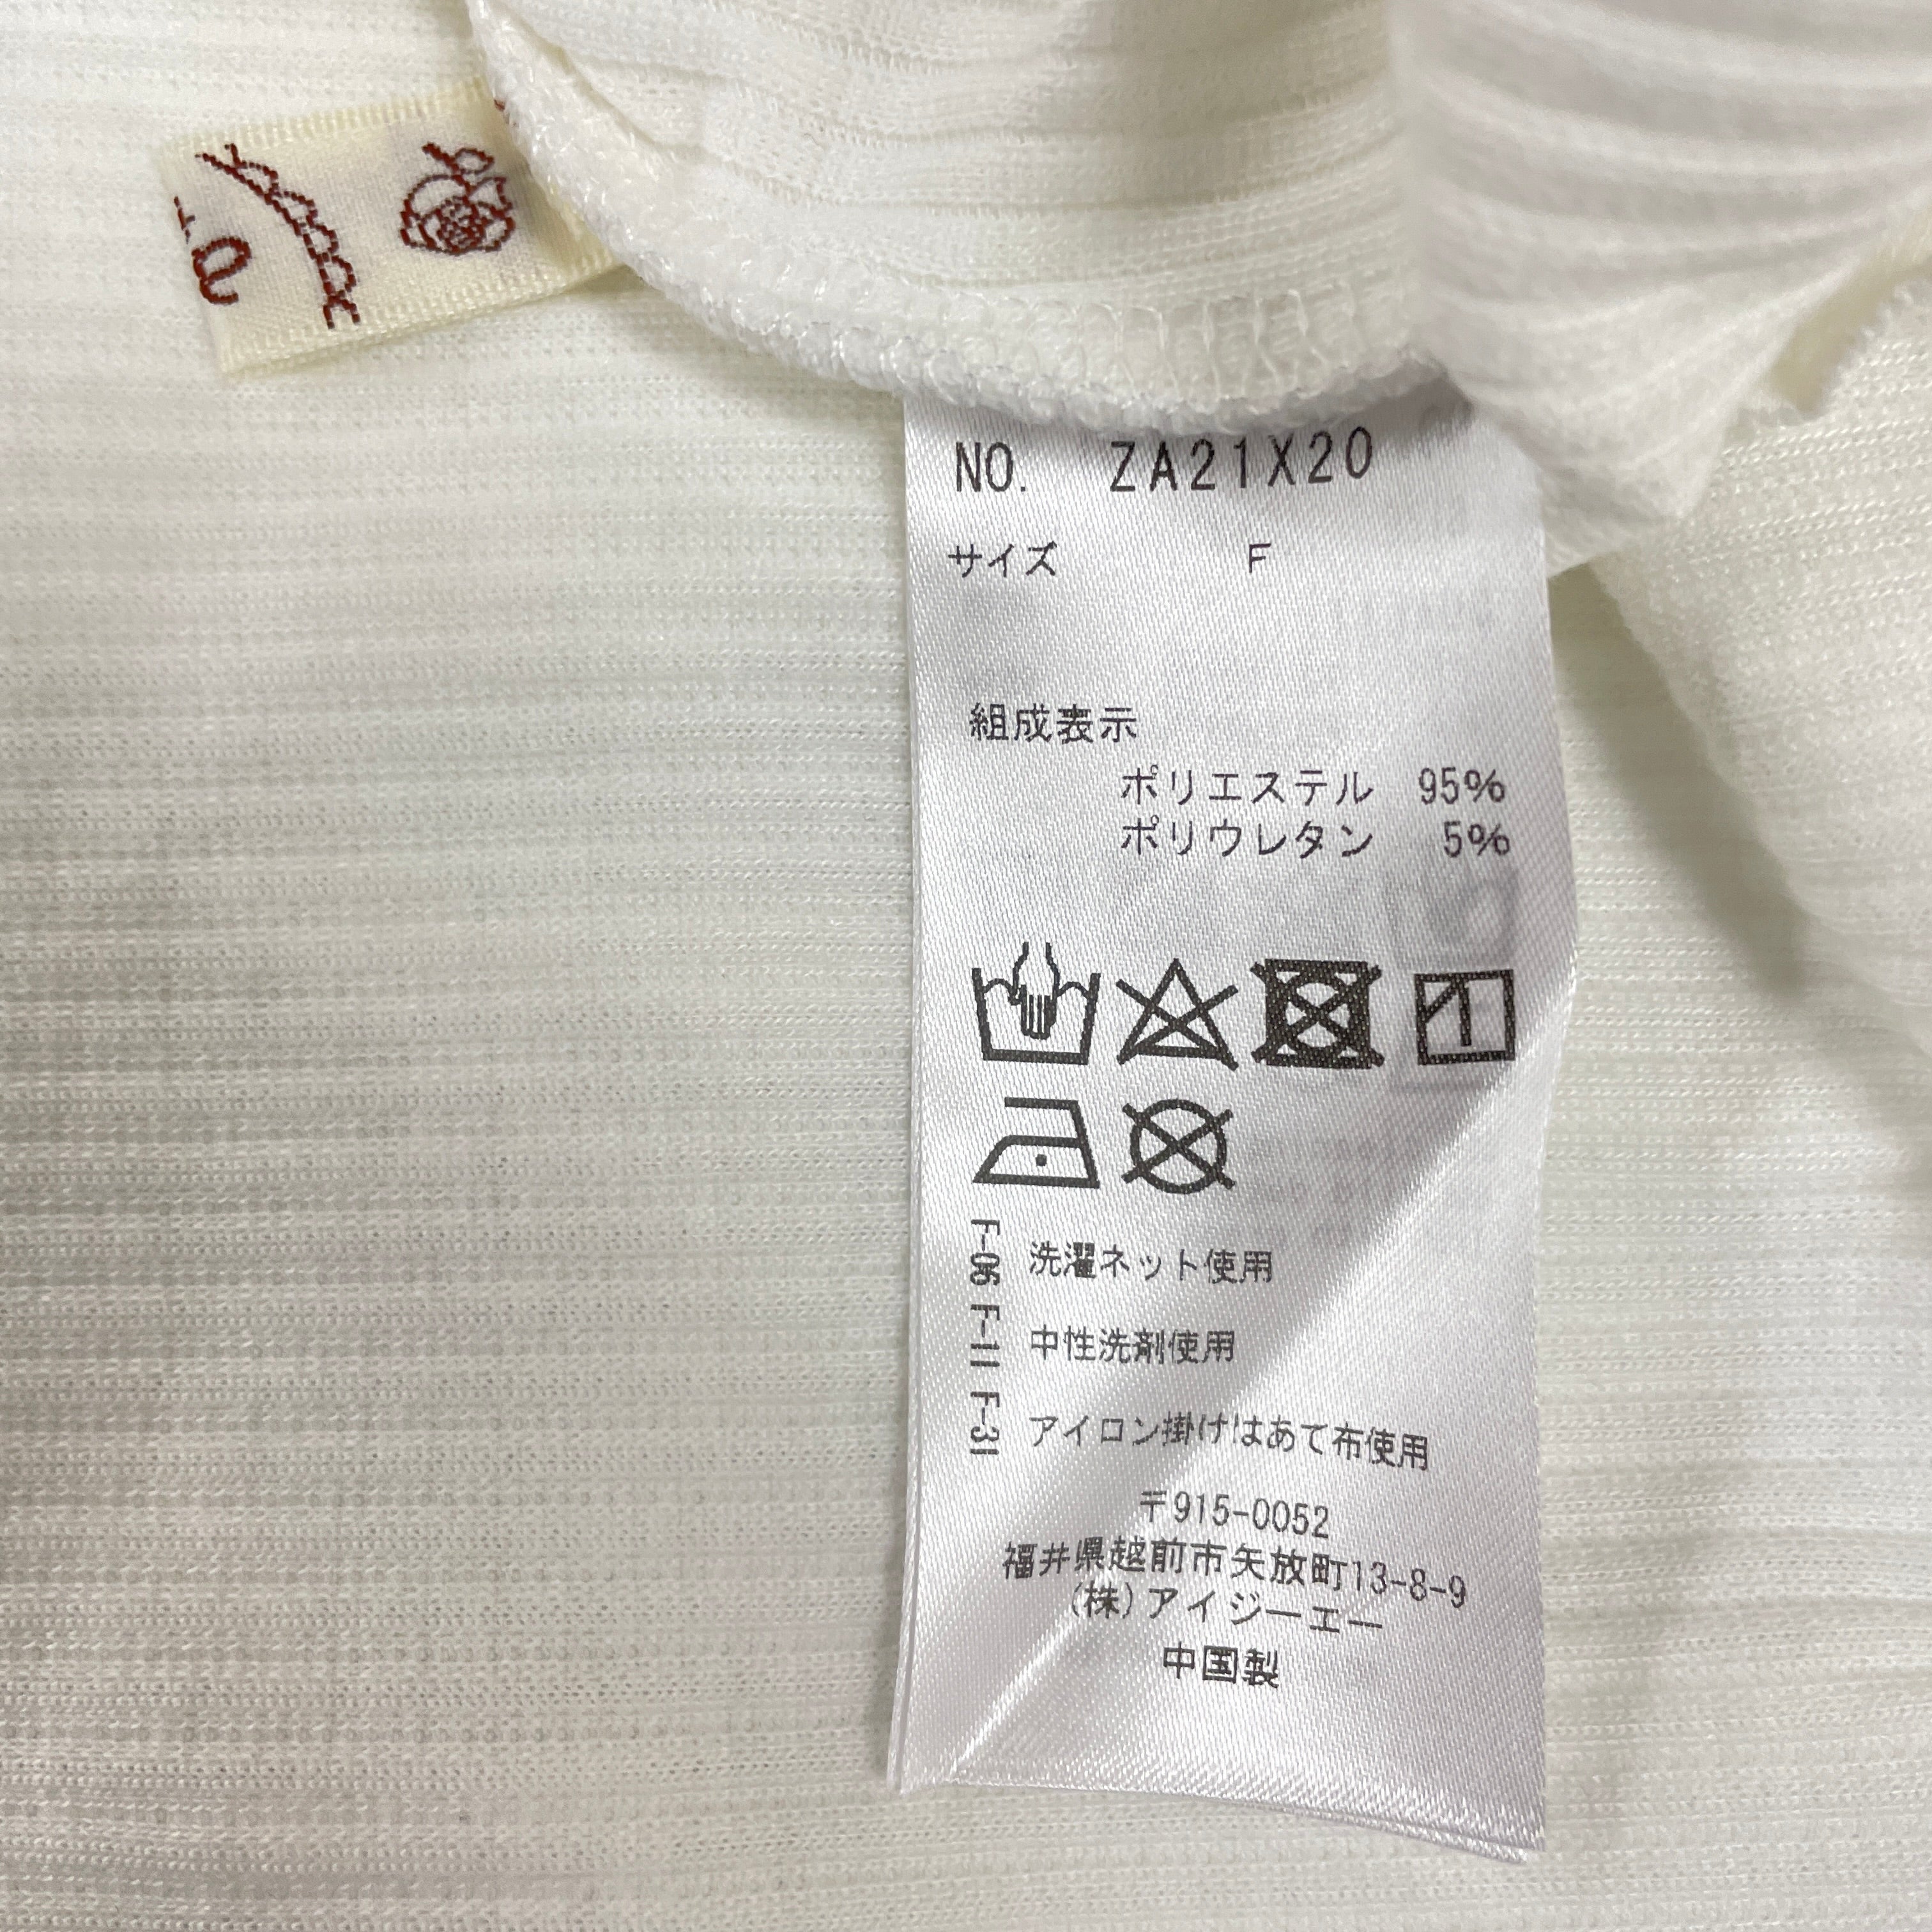 e
NO. ZA21X20
サイズ F
組成表示
ポリエステル 95%
ポリウレタン 5%
F-06 洗濯ネット使用
F-11 中性洗剤使用
F-31 アイロン掛けはあて布使用
〒915-0052
福井県越前市矢放町13-8-9
(株)アイジーエー
中国製